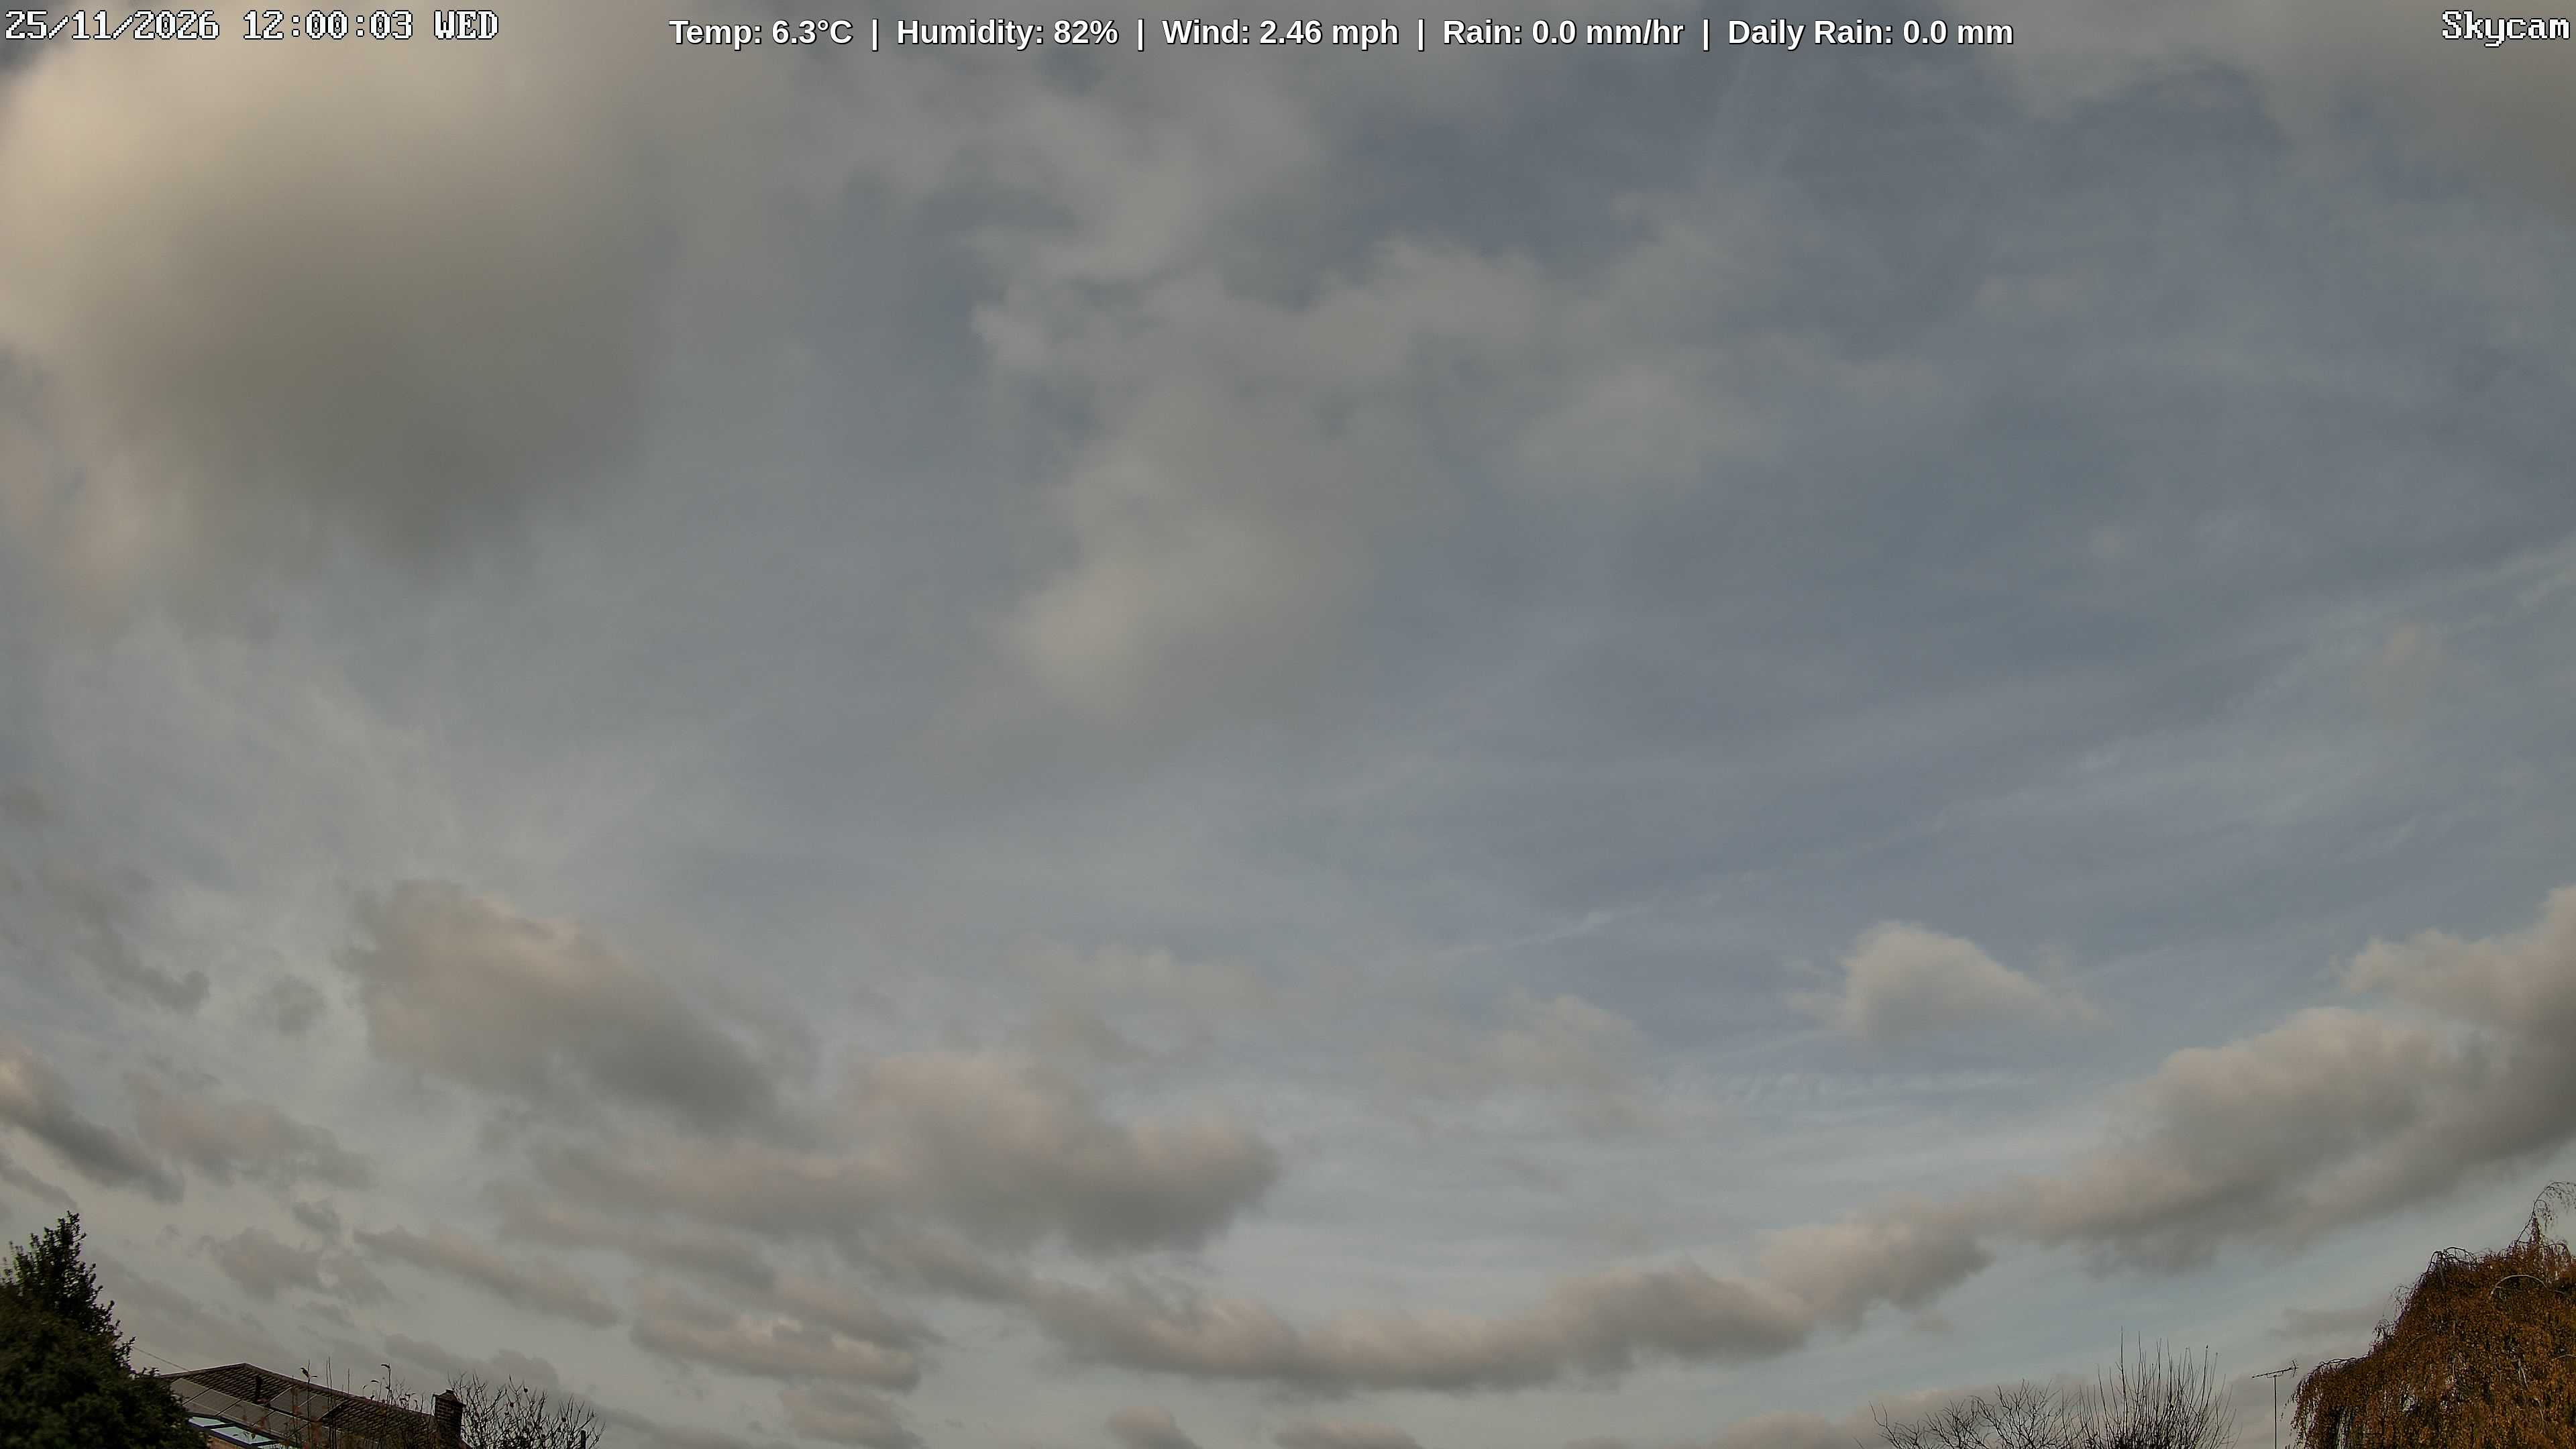 25/11/2026 12:00:03 WED
Temp: 6.3°C | Humidity: 82% | Wind: 2.46 mph | Rain: 0.0 mm/hr | Daily Rain: 0.0 mm
Skycam